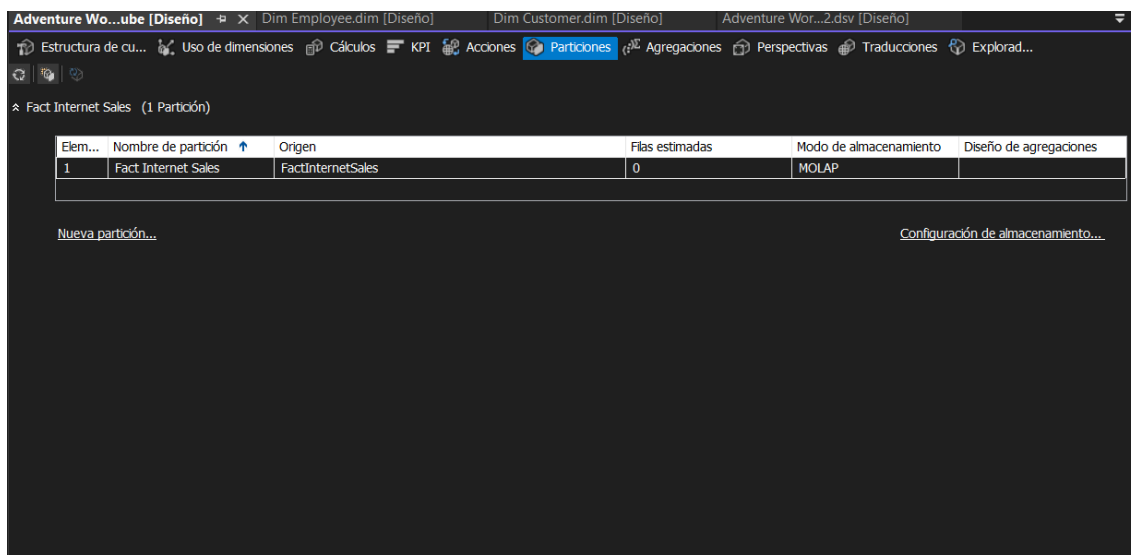 Adventure Wo...ube [Diseño] Dim Employee.dim [Diseño] Dim Customer.dim [Diseño] Adventure Wor...2.dsv [Diseño]
Estructura de cu... Uso de dimensiones Cálculos KPI Acciones Particiones Agregaciones Perspectivas Traducciones Explorad...
Fact Internet Sales (1 Partición)
Elem... Nombre de partición Origen Filas estimadas Modo de almacenamiento Diseño de agregaciones
1 Fact Internet Sales FactInternetSales 0 MOLAP
Nueva partición... Configuración de almacenamiento...